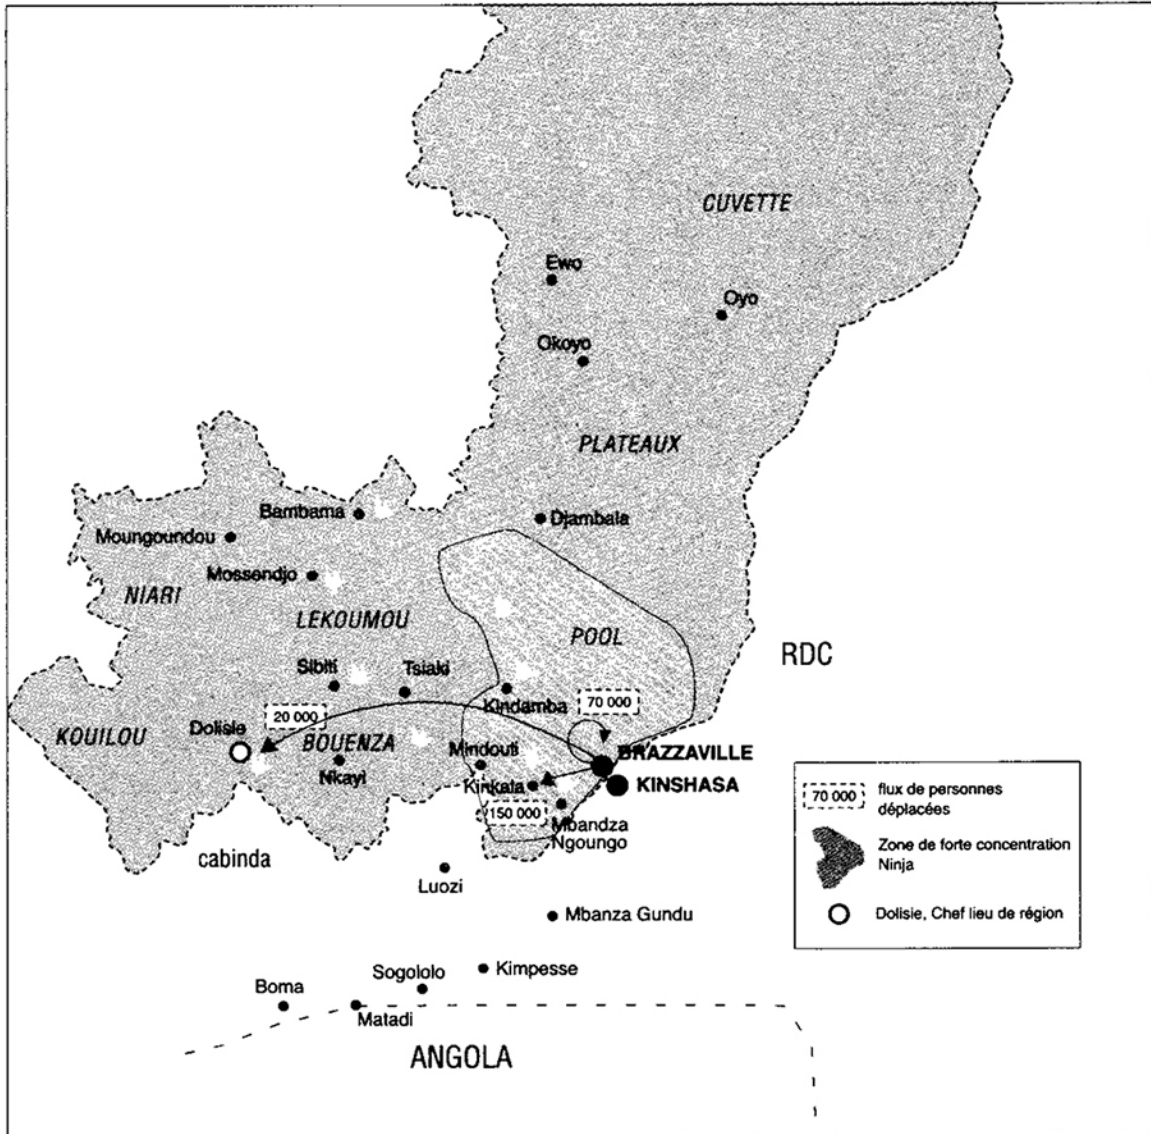 CUVETTE
Ewo
Oyo
Okoyo
PLATEAUX
Bambama
Djambala
Moungoundou
Mossendjo
NIARI
LEKOUMOU
POOL
RDC
Sibiti
Tsiaki
Kindamba
70 000
20 000
Dolisie
KOUILOU
BOUENZA
Mindouti
BRAZZAVILLE
Nkayi
Kinkala
KINSHASA
150 000
Mbandza
Ngoungo
cabinda
Luozi
Mbanza Gundu
Kimpesse
Sogololo
Boma
Matadi
ANGOLA
70 000
flux de personnes
déplacées
Zone de forte concentration
Ninja
Dolisie, Chef lieu de région